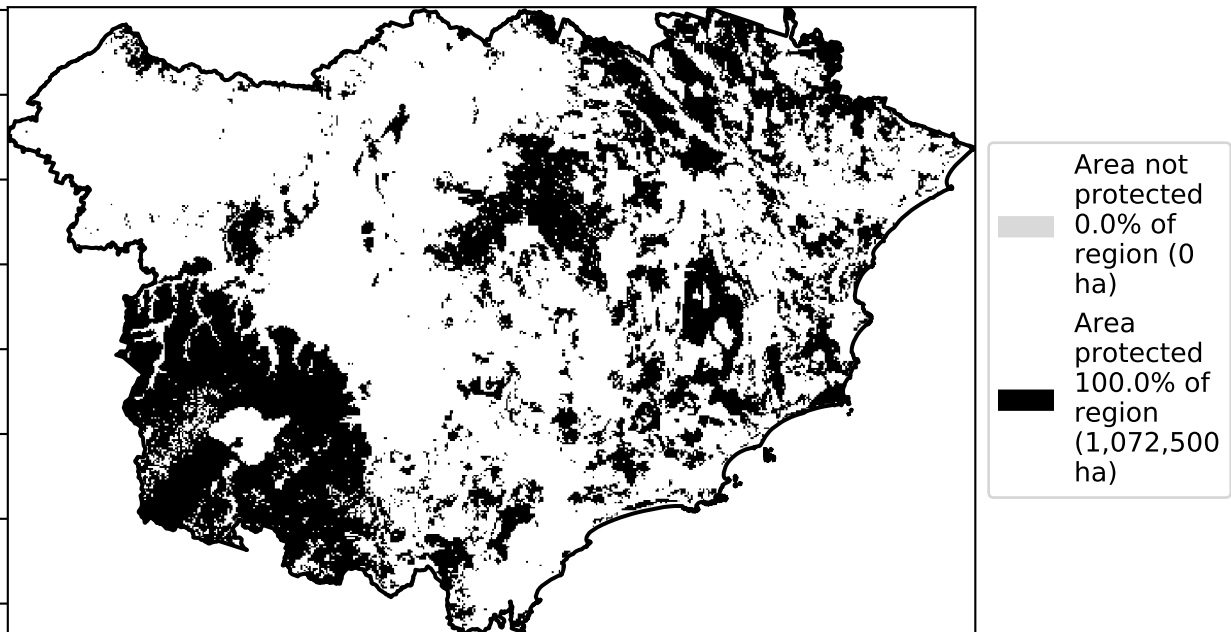 Area not
protected
0.0% of
region (0
ha)
Area
protected
100.0% of
region
(1,072,500
ha)